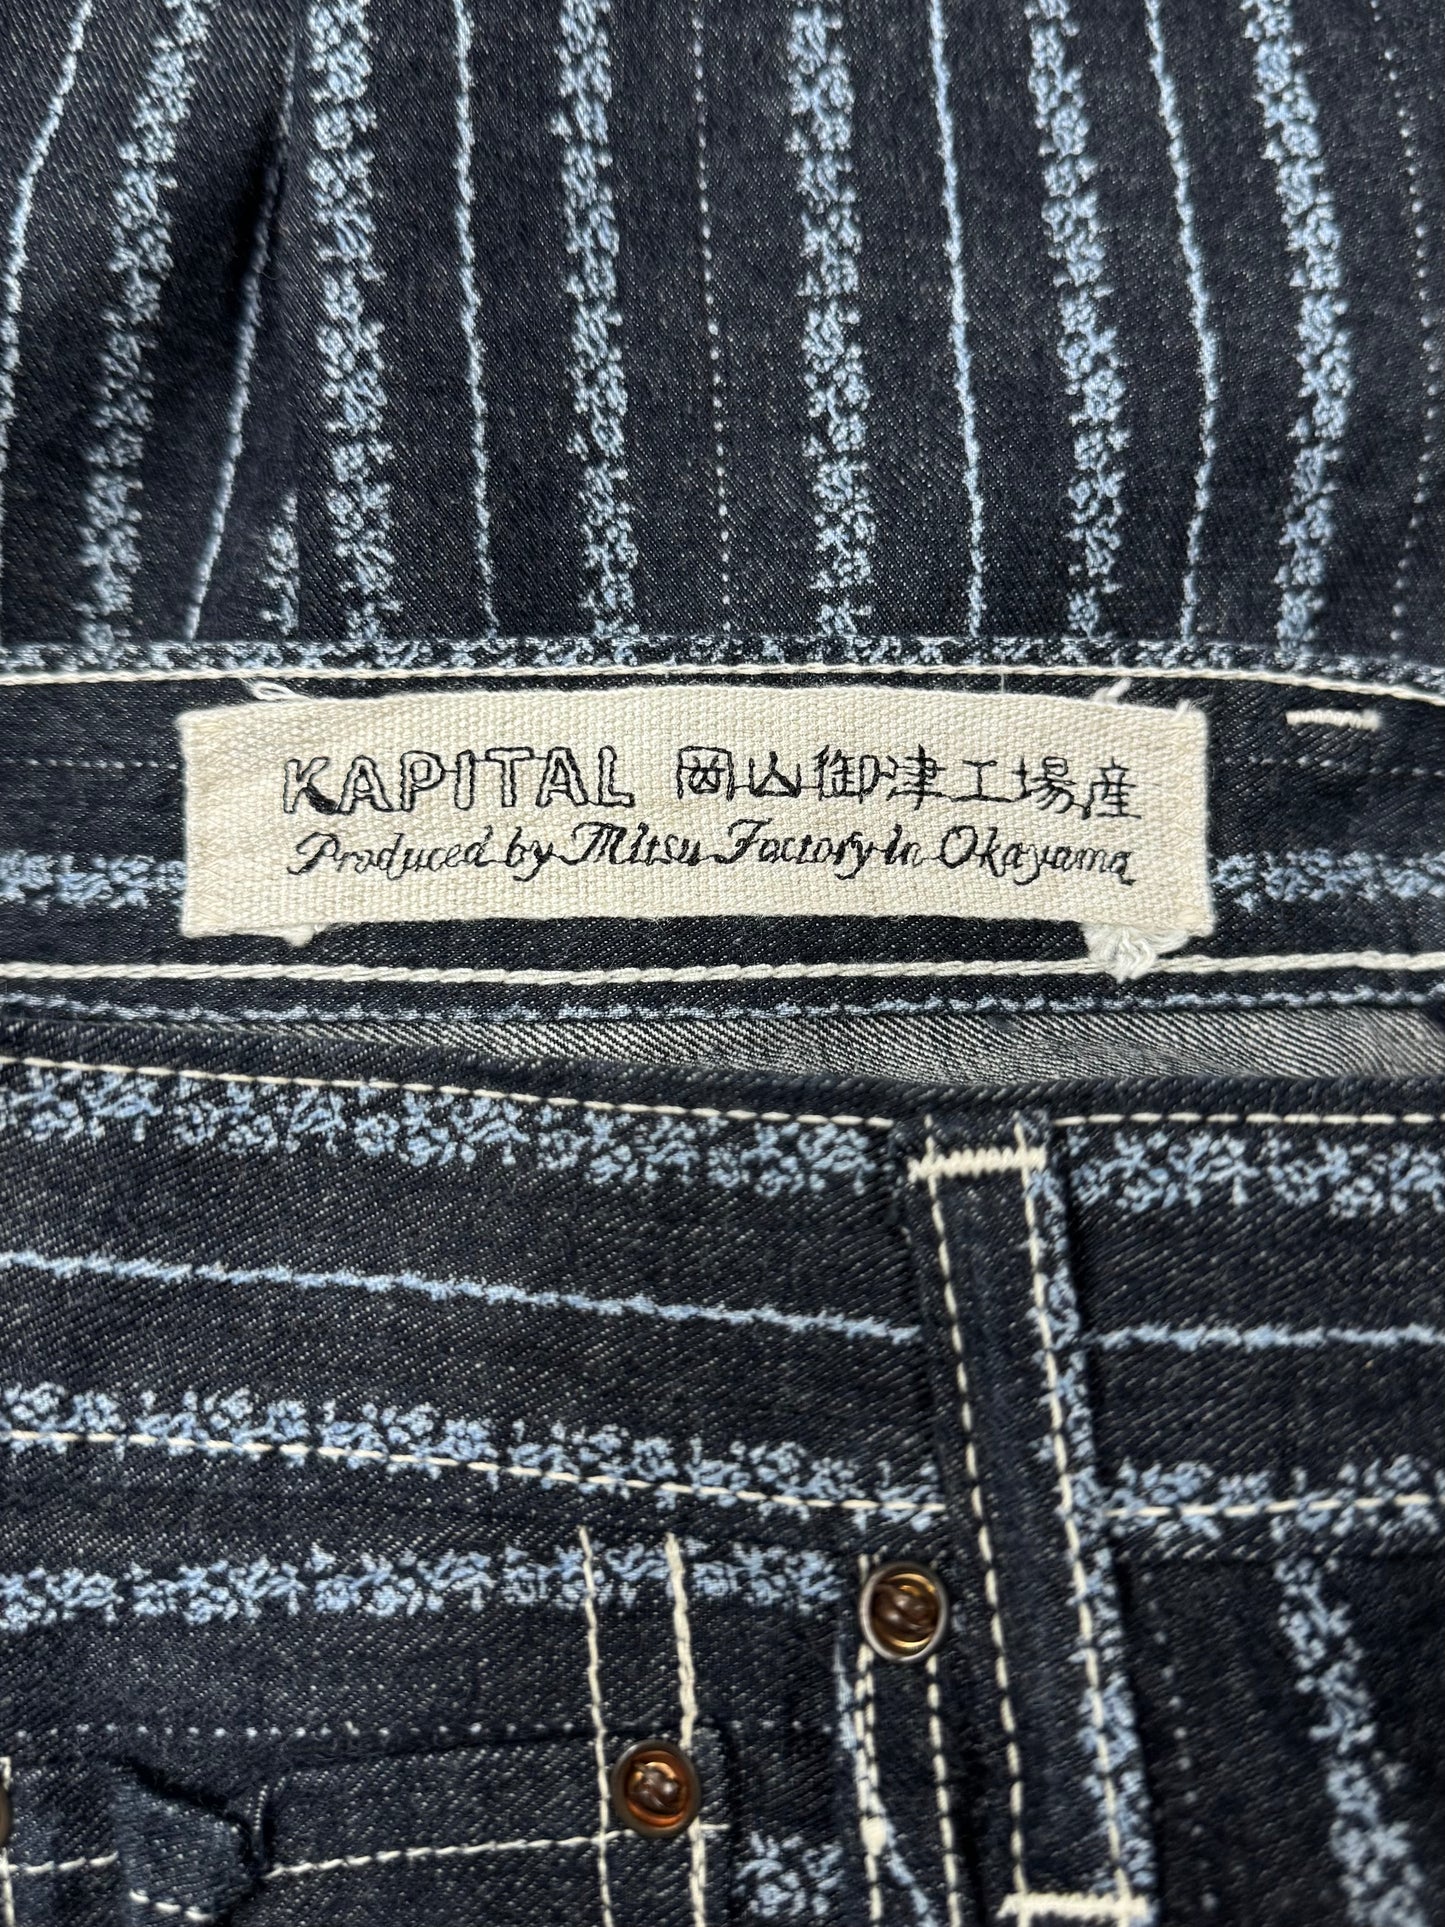 KAPITAL 岡山御津工場産
Produced by Mitsu Factory in Okayama